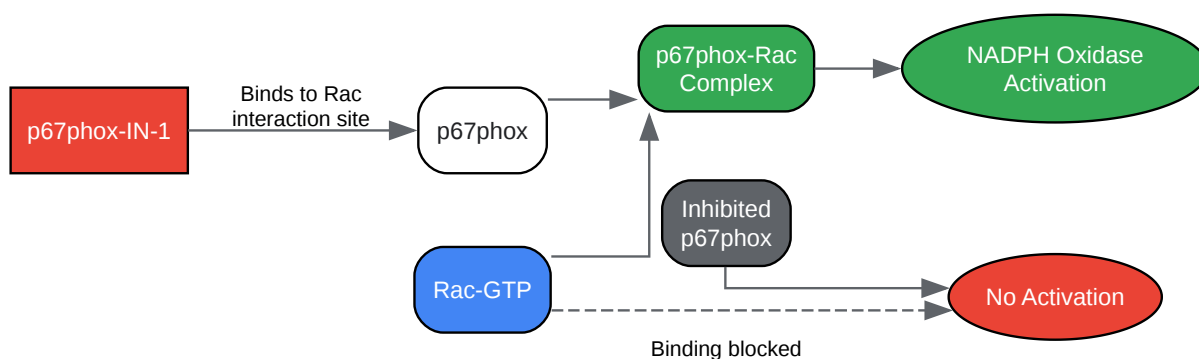 p67phox-IN-1
Binds to Rac
interaction site
p67phox
p67phox-Rac
Complex
NADPH Oxidase
Activation
Rac-GTP
Inhibited
p67phox
No Activation
Binding blocked